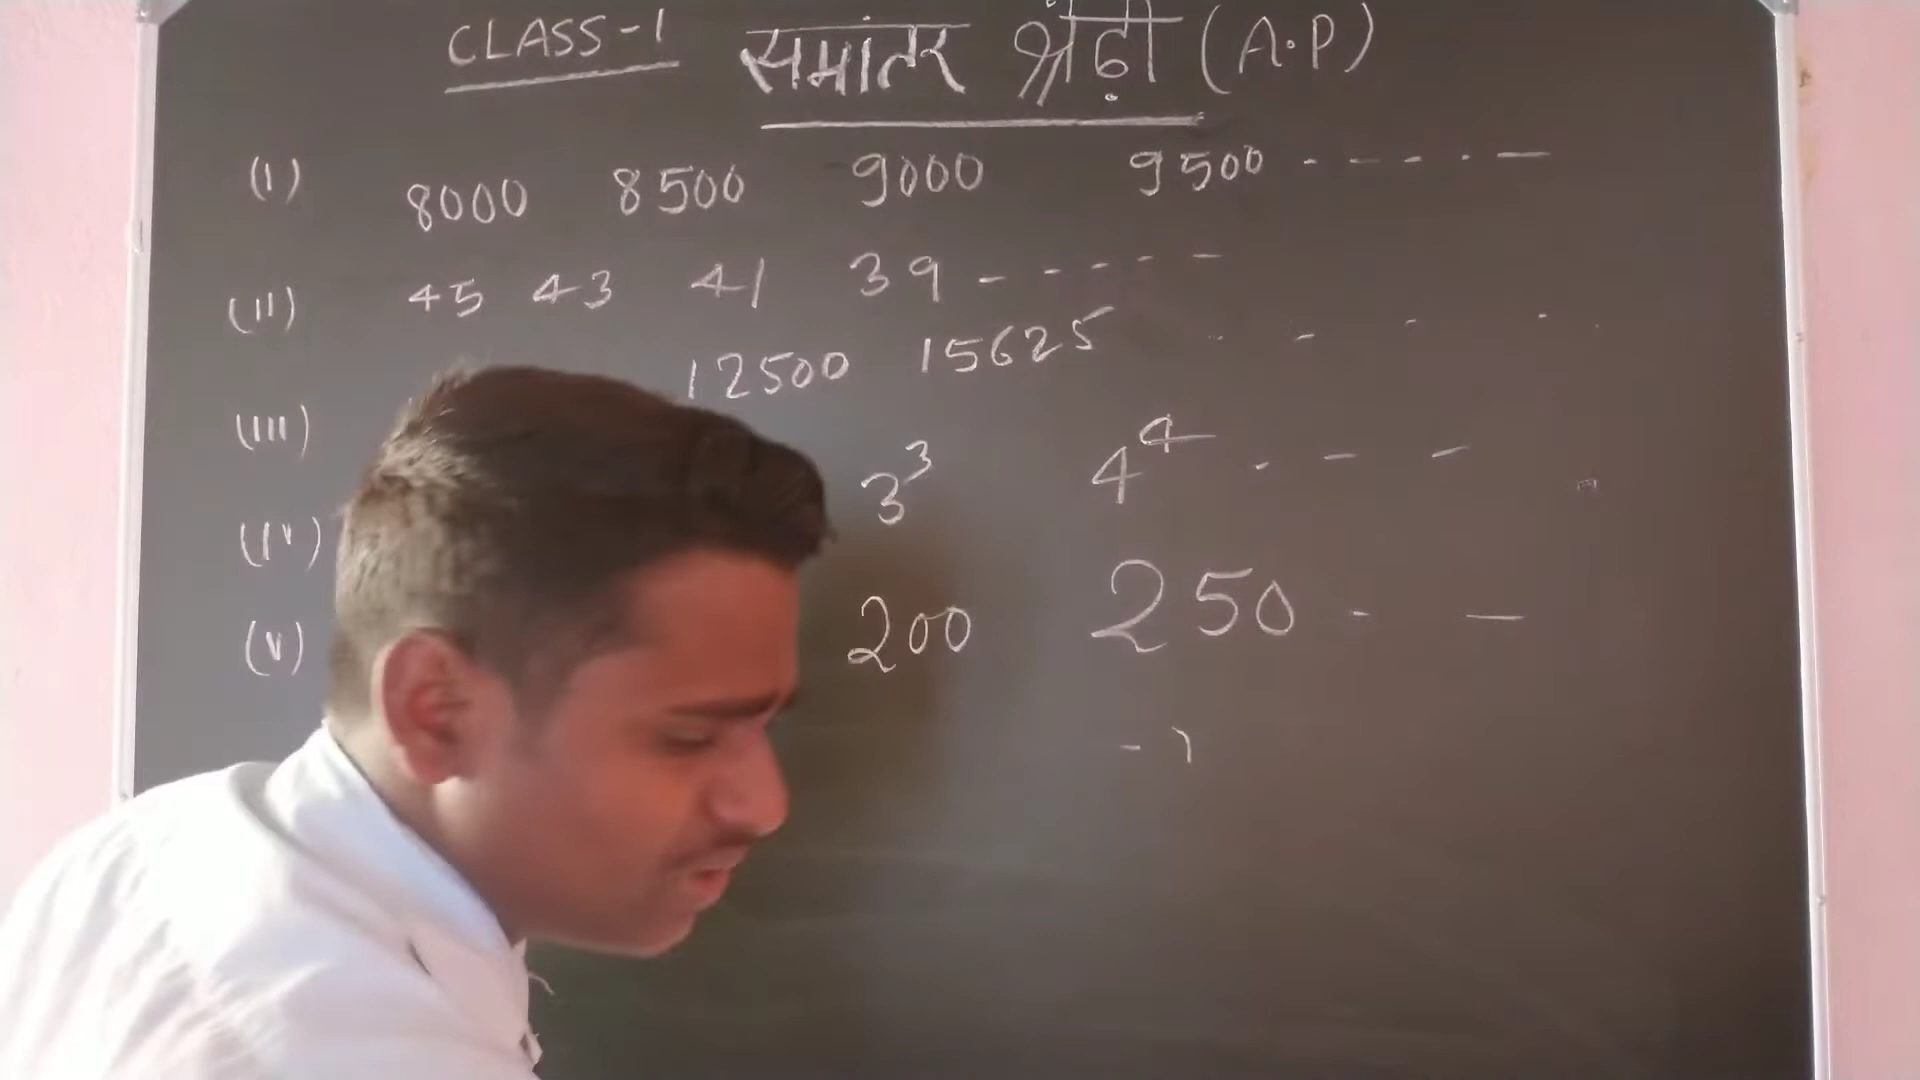 CLASS-1 समांतर श्रेढ़ी (A.P)
(i) 8000 8500 9000 9500 - - - - -
(ii) 45 43 41 39 - - - - -
(iii) 12500 15625 - - - - -
(iv) 3³ 4⁴ - - -
(v) 200 250 - -